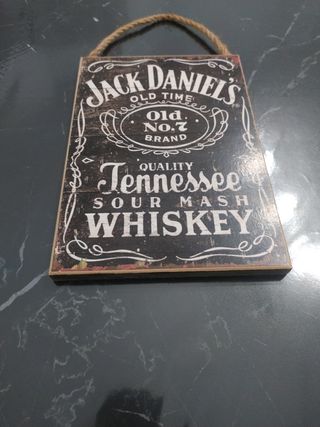 JACK DANIEL'S
OLD TIME
Old
No.7
BRAND
QUALITY
Tennessee
SOUR MASH
WHISKEY